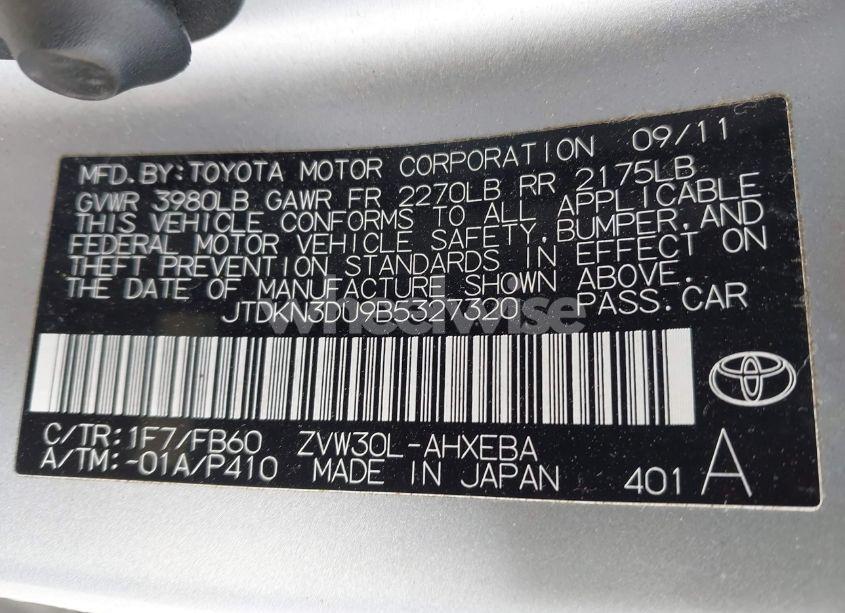 MFD. BY: TOYOTA MOTOR CORPORATION 09/11
GVWR 3980LB GAWR FR 2270LB RR 2175LB
THIS VEHICLE CONFORMS TO ALL APPLICABLE
FEDERAL MOTOR VEHICLE SAFETY, BUMPER, AND
THEFT PREVENTION STANDARDS IN EFFECT ON
THE DATE OF MANUFACTURE SHOWN ABOVE.
JTDKN3DU9B5327320 PASS. CAR
wheelwise
C/TR: 1F7/FB60 ZVW30L-AHXEBA
A/TM: -01A/P410 MADE IN JAPAN 401 A